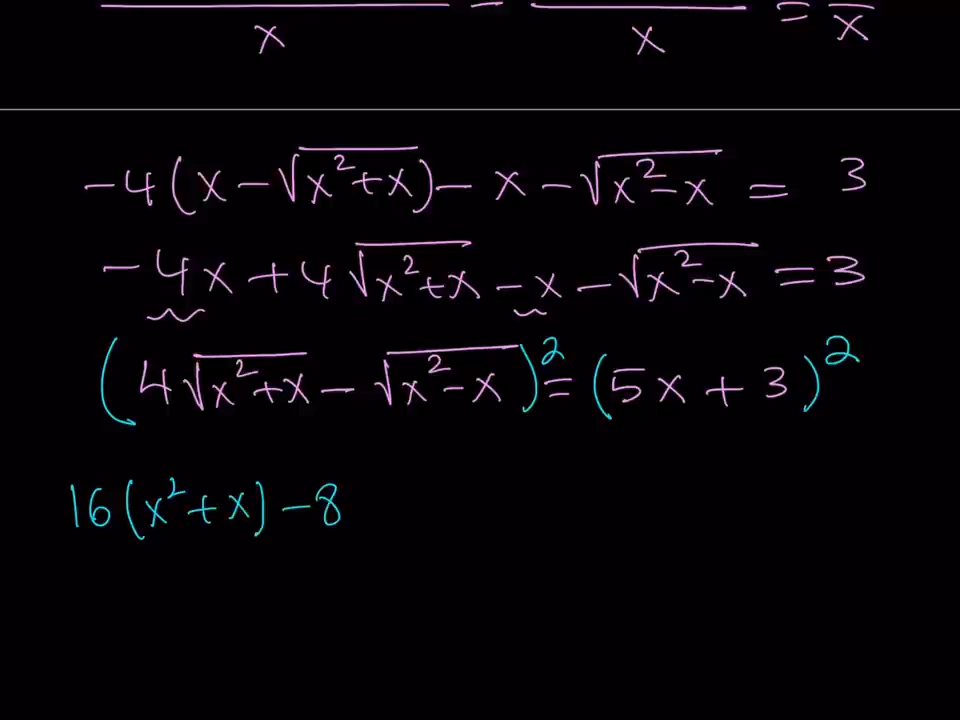 x − x = x
-4(x - √(x²+x)) - x - √(x²-x) = 3
-4x + 4√(x²+x) - x - √(x²-x) = 3
(4√(x²+x) - √(x²-x))² = (5x + 3)²
16(x² + x) - 8